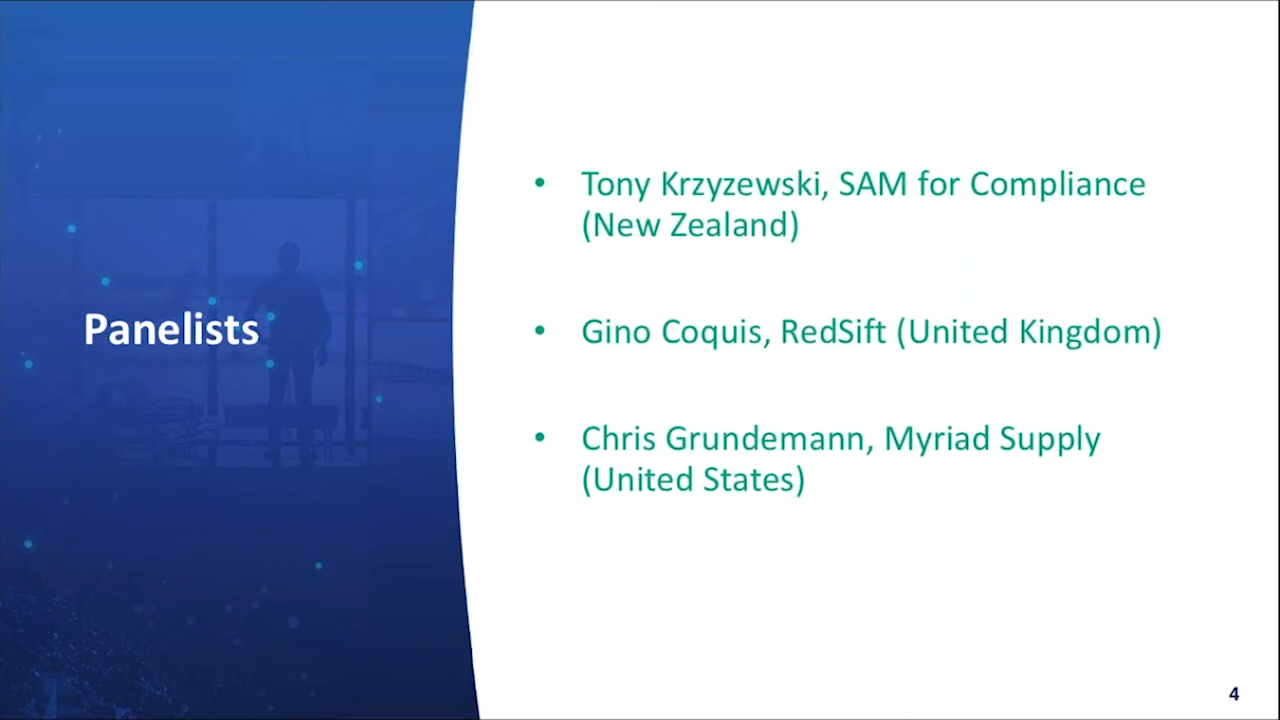 Panelists
• Tony Krzyzewski, SAM for Compliance
(New Zealand)
• Gino Coquis, RedSift (United Kingdom)
• Chris Grundemann, Myriad Supply
(United States)
4